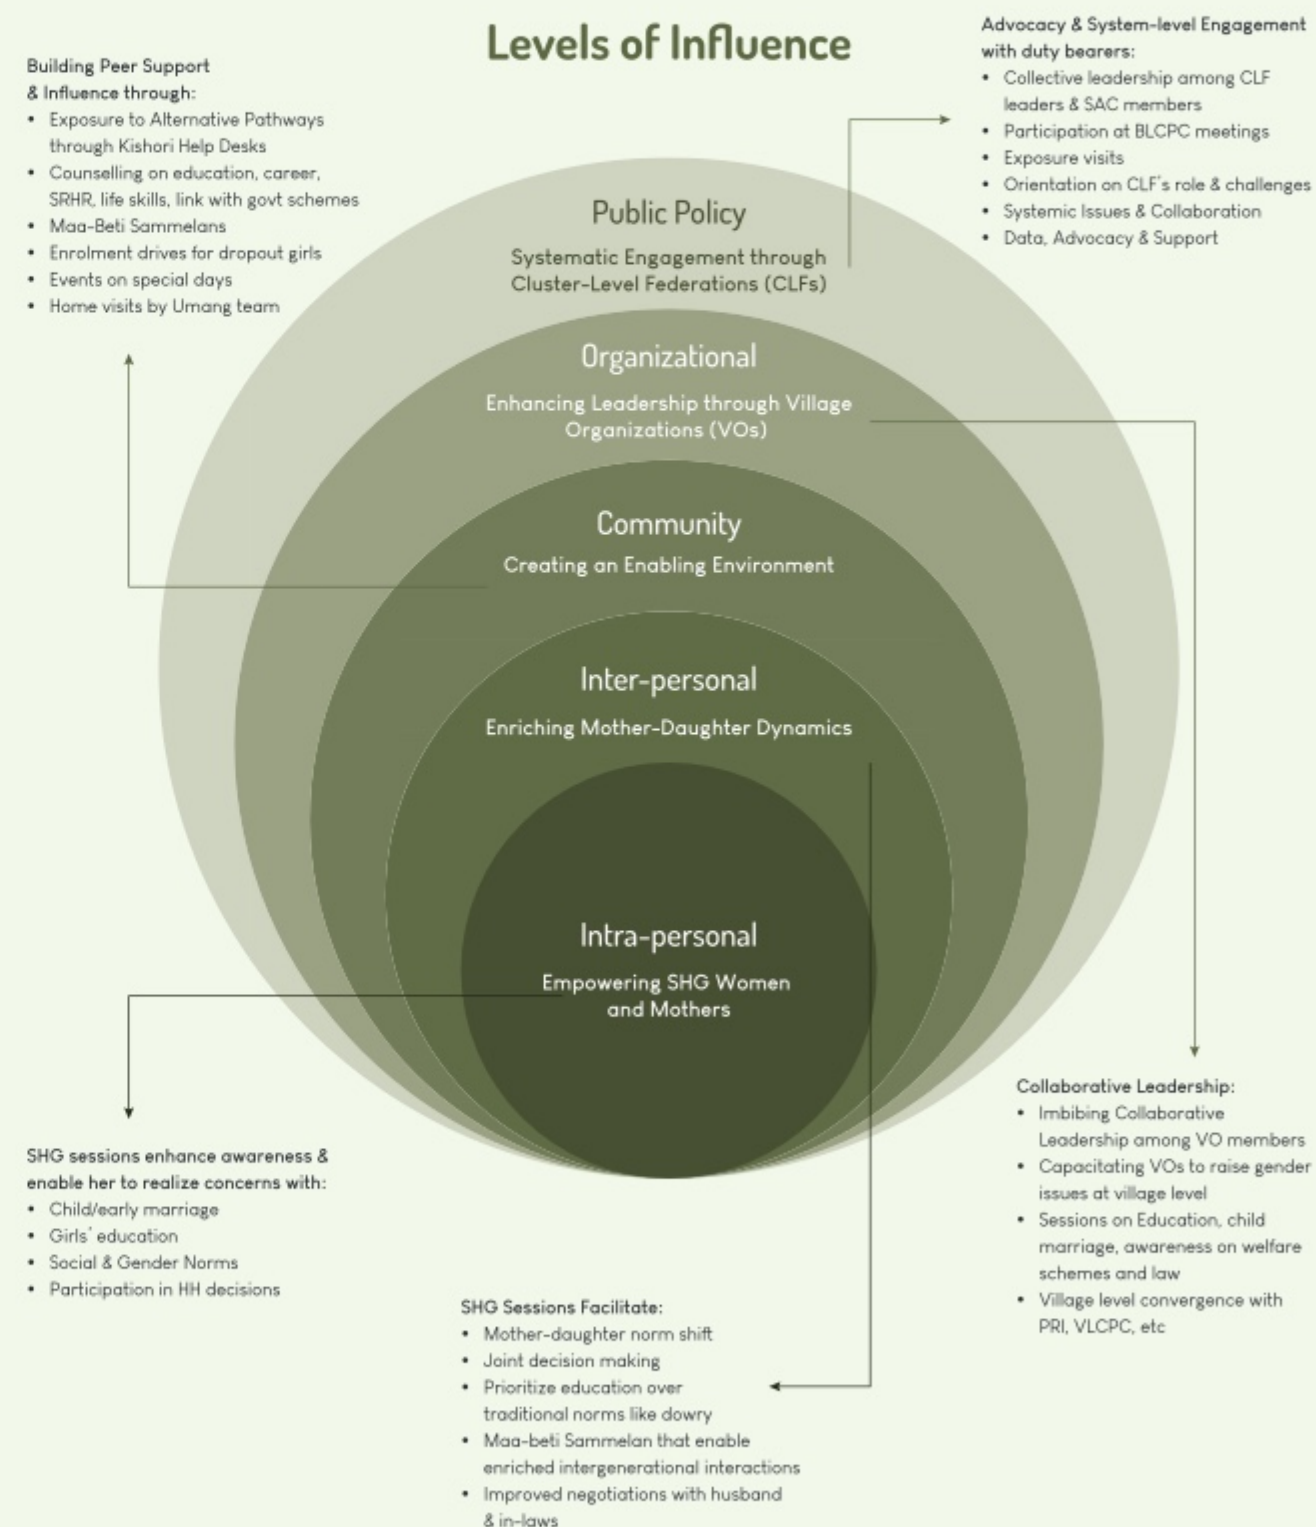 Levels of Influence
Building Peer Support
& Influence through:
• Exposure to Alternative Pathways
through Kishori Help Desks
• Counselling on education, career,
SRHR, life skills, link with govt schemes
• Maa-Beti Sammelans
• Enrolment drives for dropout girls
• Events on special days
• Home visits by Umang team
Advocacy & System-level Engagement
with duty bearers:
• Collective leadership among CLF
leaders & SAC members
• Participation at BLCPC meetings
• Exposure visits
• Orientation on CLF's role & challenges
• Systemic Issues & Collaboration
• Data, Advocacy & Support
Public Policy
Systematic Engagement through
Cluster-Level Federations (CLFs)
Organizational
Enhancing Leadership through Village
Organizations (VOs)
Community
Creating an Enabling Environment
Inter-personal
Enriching Mother-Daughter Dynamics
Intra-personal
Empowering SHG Women
and Mothers
SHG sessions enhance awareness &
enable her to realize concerns with:
• Child/early marriage
• Girls' education
• Social & Gender Norms
• Participation in HH decisions
Collaborative Leadership:
• Imbibing Collaborative
Leadership among VO members
• Capacitating VOs to raise gender
issues at village level
• Sessions on Education, child
marriage, awareness on welfare
schemes and law
• Village level convergence with
PRI, VLCPC, etc
SHG Sessions Facilitate:
• Mother-daughter norm shift
• Joint decision making
• Prioritize education over
traditional norms like dowry
• Maa-beti Sammelan that enable
enriched intergenerational interactions
• Improved negotiations with husband
& in-laws